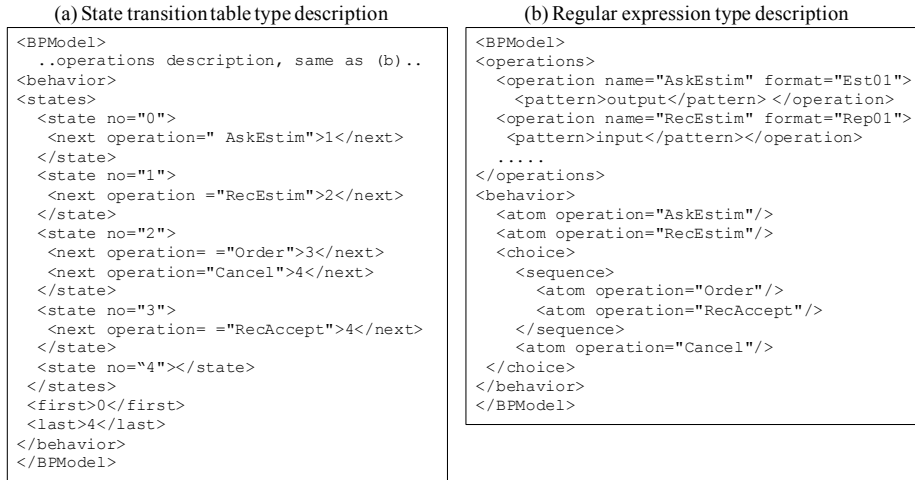 (a) State transition table type description
<BPModel>
..operations description, same as (b)..
<behavior>
<states>
<state no="0">
<next operation=" AskEstim">1</next>
</state>
<state no="1">
<next operation ="RecEstim">2</next>
</state>
<state no="2">
<next operation= ="Order">3</next>
<next operation="Cancel">4</next>
</state>
<state no="3">
<next operation= ="RecAccept">4</next>
</state>
<state no=“4"></state>
</states>
<first>0</first>
<last>4</last>
</behavior>
</BPModel>
(b) Regular expression type description
<BPModel>
<operations>
<operation name="AskEstim" format="Est01">
<pattern>output</pattern> </operation>
<operation name="RecEstim" format="Rep01">
<pattern>input</pattern></operation>
.....
</operations>
<behavior>
<atom operation="AskEstim"/>
<atom operation="RecEstim"/>
<choice>
<sequence>
<atom operation="Order"/>
<atom operation="RecAccept"/>
</sequence>
<atom operation="Cancel"/>
</choice>
</behavior>
</BPModel>